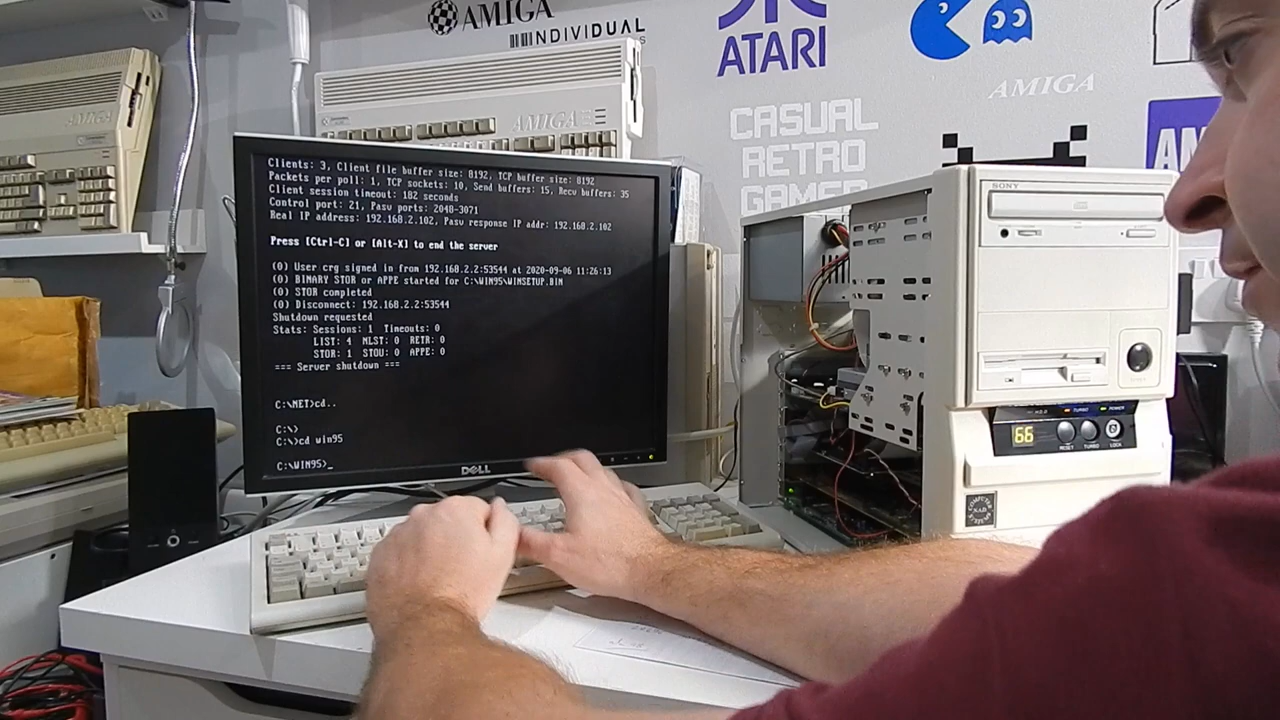 AMIGA
INDIVIDUAL
ATARI
AMIGA
AMIGA
AMIGA
CASUAL
RETRO
GAMER
AM
Clients: 3, Client file buffer size: 8192, TCP buffer size: 8192
Packets per poll: 1, TCP sockets: 10, Send buffers: 15, Recv buffers: 35
Client session timeout: 182 seconds
Control port: 21, Pasv ports: 2048-3071
Real IP address: 192.168.2.102, Pasv response IP addr: 192.168.2.102
Press [Ctrl-C] or [Alt-X] to end the server
(0) User crg signed in from 192.168.2.2:53544 at 2020-09-06 11:26:13
(0) BINARY STOR or APPE started for C:\WIN95\WINSETUP.BIN
(0) STOR completed
(0) Disconnect: 192.168.2.2:53544
Shutdown requested
Stats: Sessions: 1 Timeouts: 0
LIST: 4 NLST: 0 RETR: 0
STOR: 1 STOU: 0 APPE: 0
=== Server shutdown ===
C:\NET>cd..
C:\>
C:\>cd win95
C:\WIN95>_
DELL
SONY
H.D.D
TURBO
POWER
66
RESET
TURBO
LOCK